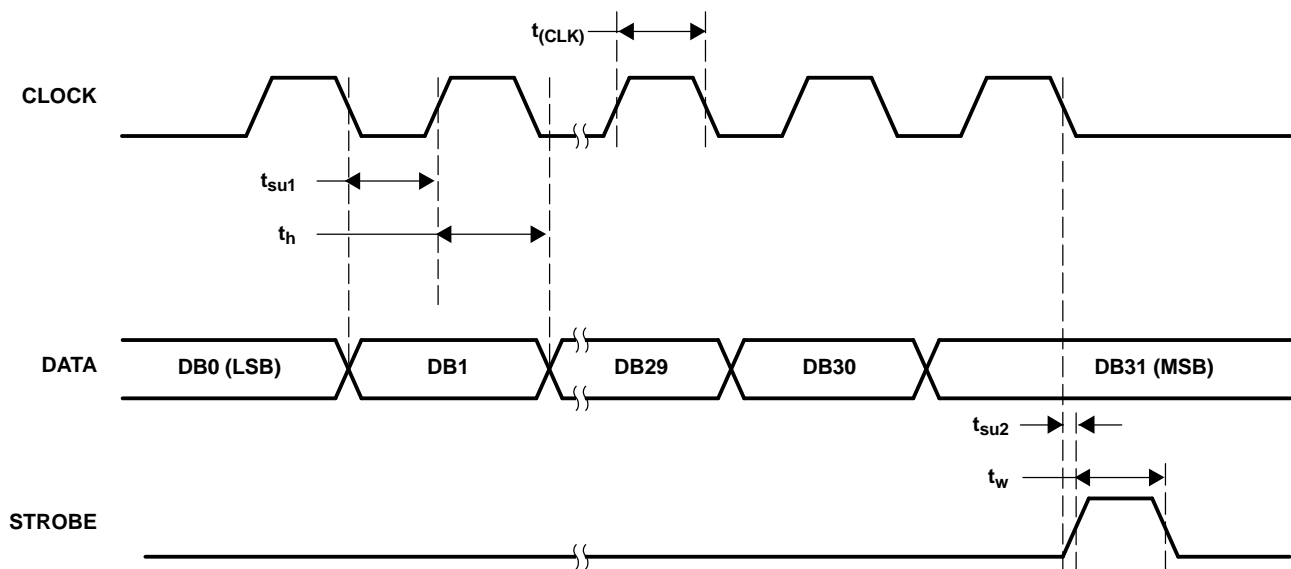 t(CLK)
CLOCK
tsu1
th
DATA
DB0 (LSB) DB1 DB29 DB30 DB31 (MSB)
tsu2
tw
STROBE